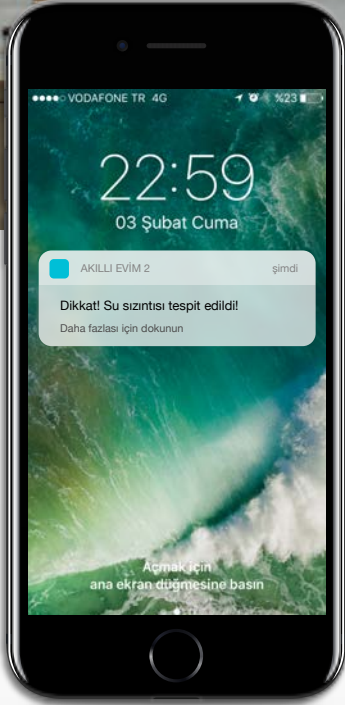 VODAFONE TR 4G %23
22:59
03 Şubat Cuma
AKILLI EVİM 2 şimdi
Dikkat! Su sızıntısı tespit edildi!
Daha fazlası için dokunun
Açmak için
ana ekran düğmesine basın